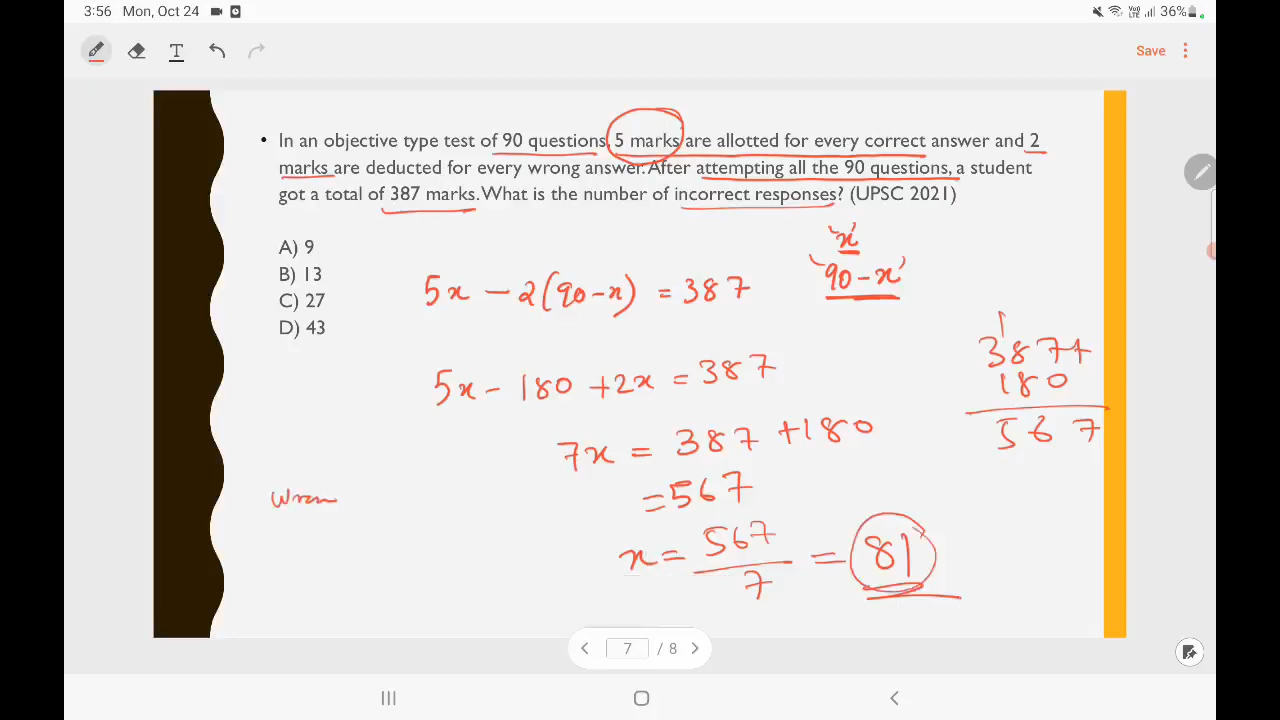 3:56 Mon, Oct 24
Vo) LTE 36%
T Save
• In an objective type test of 90 questions, 5 marks are allotted for every correct answer and 2
marks are deducted for every wrong answer. After attempting all the 90 questions, a student
got a total of 387 marks. What is the number of incorrect responses? (UPSC 2021)
'x'
'90-x'
A) 9
B) 13
C) 27
D) 43
5x - 2(90-x) = 387
5x - 180 + 2x = 387
7x = 387 + 180
= 567
x = 567/7 = 81
1
387+
180
567
Wron
7 / 8